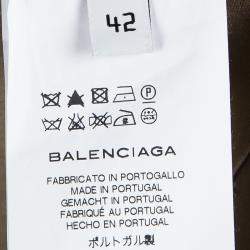 42
P
BALENCIAGA
FABBRICATO IN PORTOGALLO
MADE IN PORTUGAL
GEMACHT IN PORTUGAL
FABRIQUÉ AU PORTUGAL
HECHO EN PORTUGAL
ポルトガル製